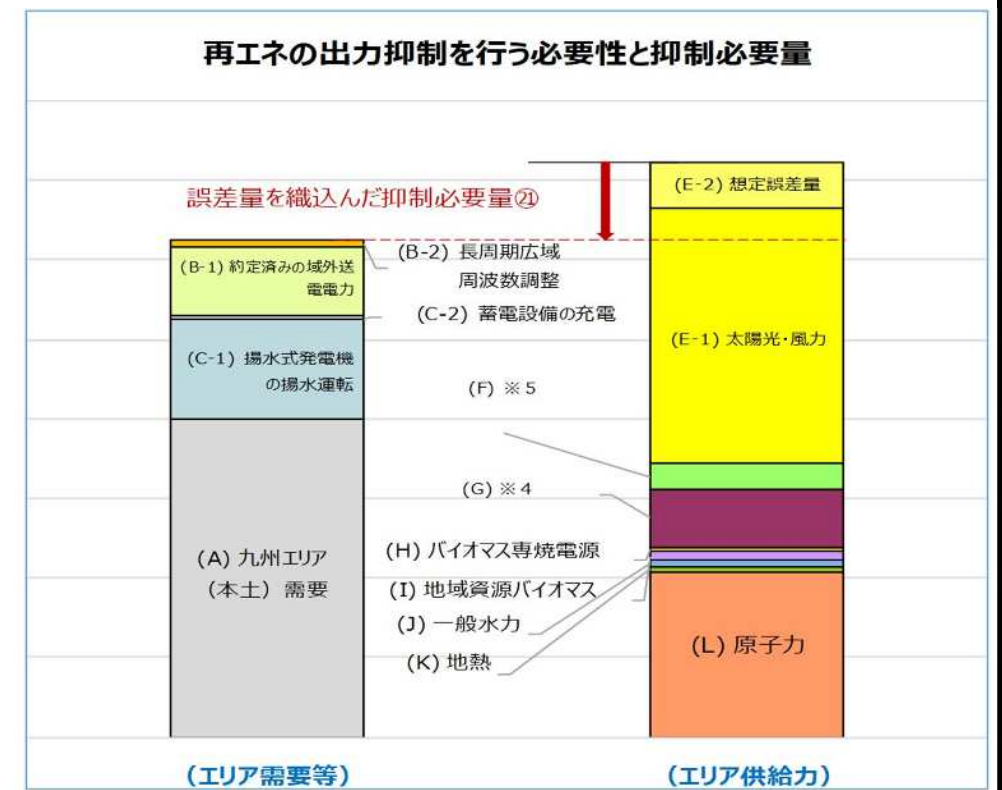 再エネの出力抑制を行う必要性と抑制必要量
誤差量を織込んだ抑制必要量㉑
(B-1) 約定済みの域外送
電電力
(C-1) 揚水式発電機
の揚水運転
(A) 九州エリア
（本土）需要
(B-2) 長周期広域
周波数調整
(C-2) 蓄電設備の充電
(F) ※５
(G) ※４
(H) バイオマス専焼電源
(I) 地域資源バイオマス
(J) 一般水力
(K) 地熱
(E-2) 想定誤差量
(E-1) 太陽光・風力
(L) 原子力
（エリア需要等）
（エリア供給力）